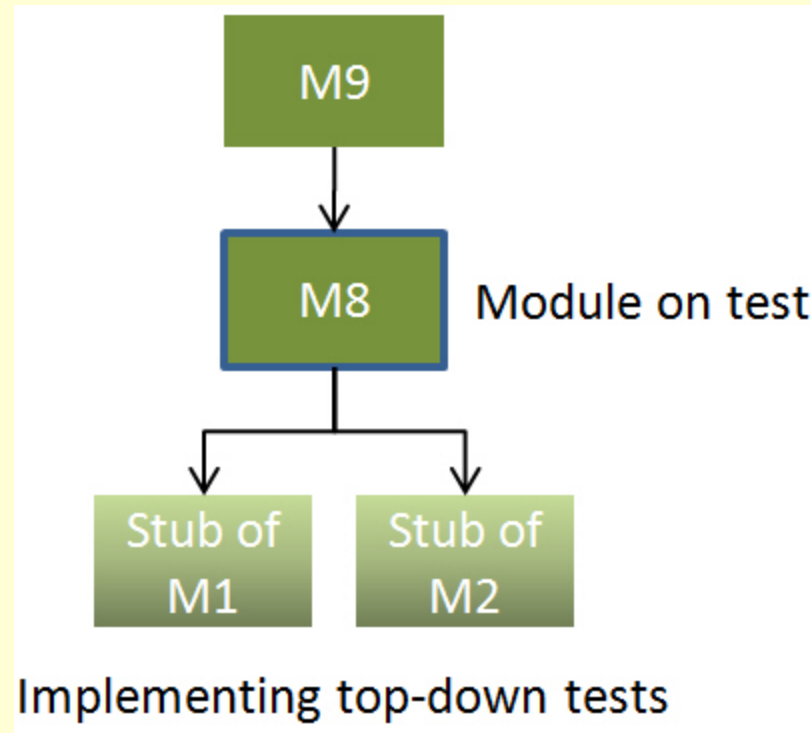 M9
M8
Module on test
Stub of
M1
Stub of
M2
Implementing top-down tests